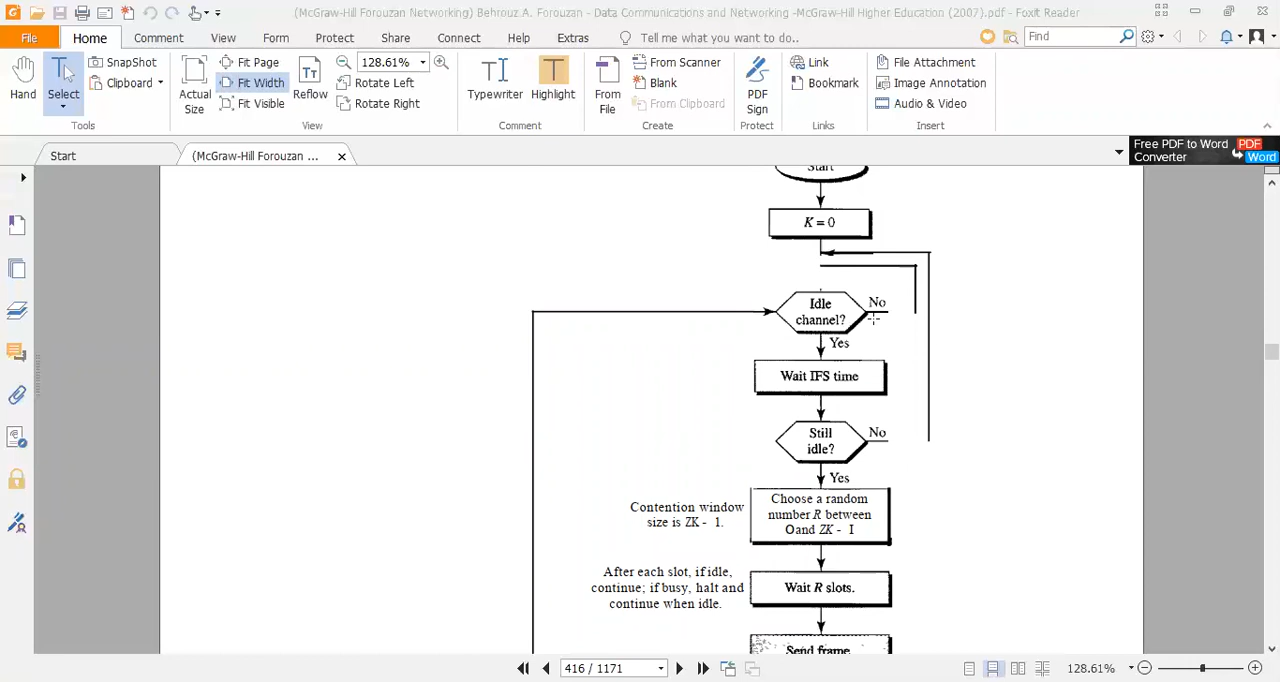 (McGraw-Hill Forouzan Networking) Behrouz A. Forouzan - Data Communications and Networking -McGraw-Hill Higher Education (2007).pdf - Foxit Reader
File Home Comment View Form Protect Share Connect Help Extras Tell me what you want to do.. Find
Hand
Select
SnapShot
Clipboard
Tools
Actual
Size
Fit Page
Fit Width
Fit Visible
Reflow
128.61%
Rotate Left
Rotate Right
View
Typewriter
Highlight
Comment
From
File
From Scanner
Blank
From Clipboard
Create
PDF
Sign
Protect
Link
Bookmark
Links
File Attachment
Image Annotation
Audio & Video
Insert
Start
(McGraw-Hill Forouzan ...
Free PDF to Word
Converter
PDF
Word
Start
K = 0
Idle
channel?
No
Yes
Wait IFS time
Still
idle?
No
Yes
Contention window
size is ZK - 1.
Choose a random
number R between
Oand ZK - I
After each slot, if idle,
continue; if busy, halt and
continue when idle.
Wait R slots.
Send frame
416 / 1171
128.61%